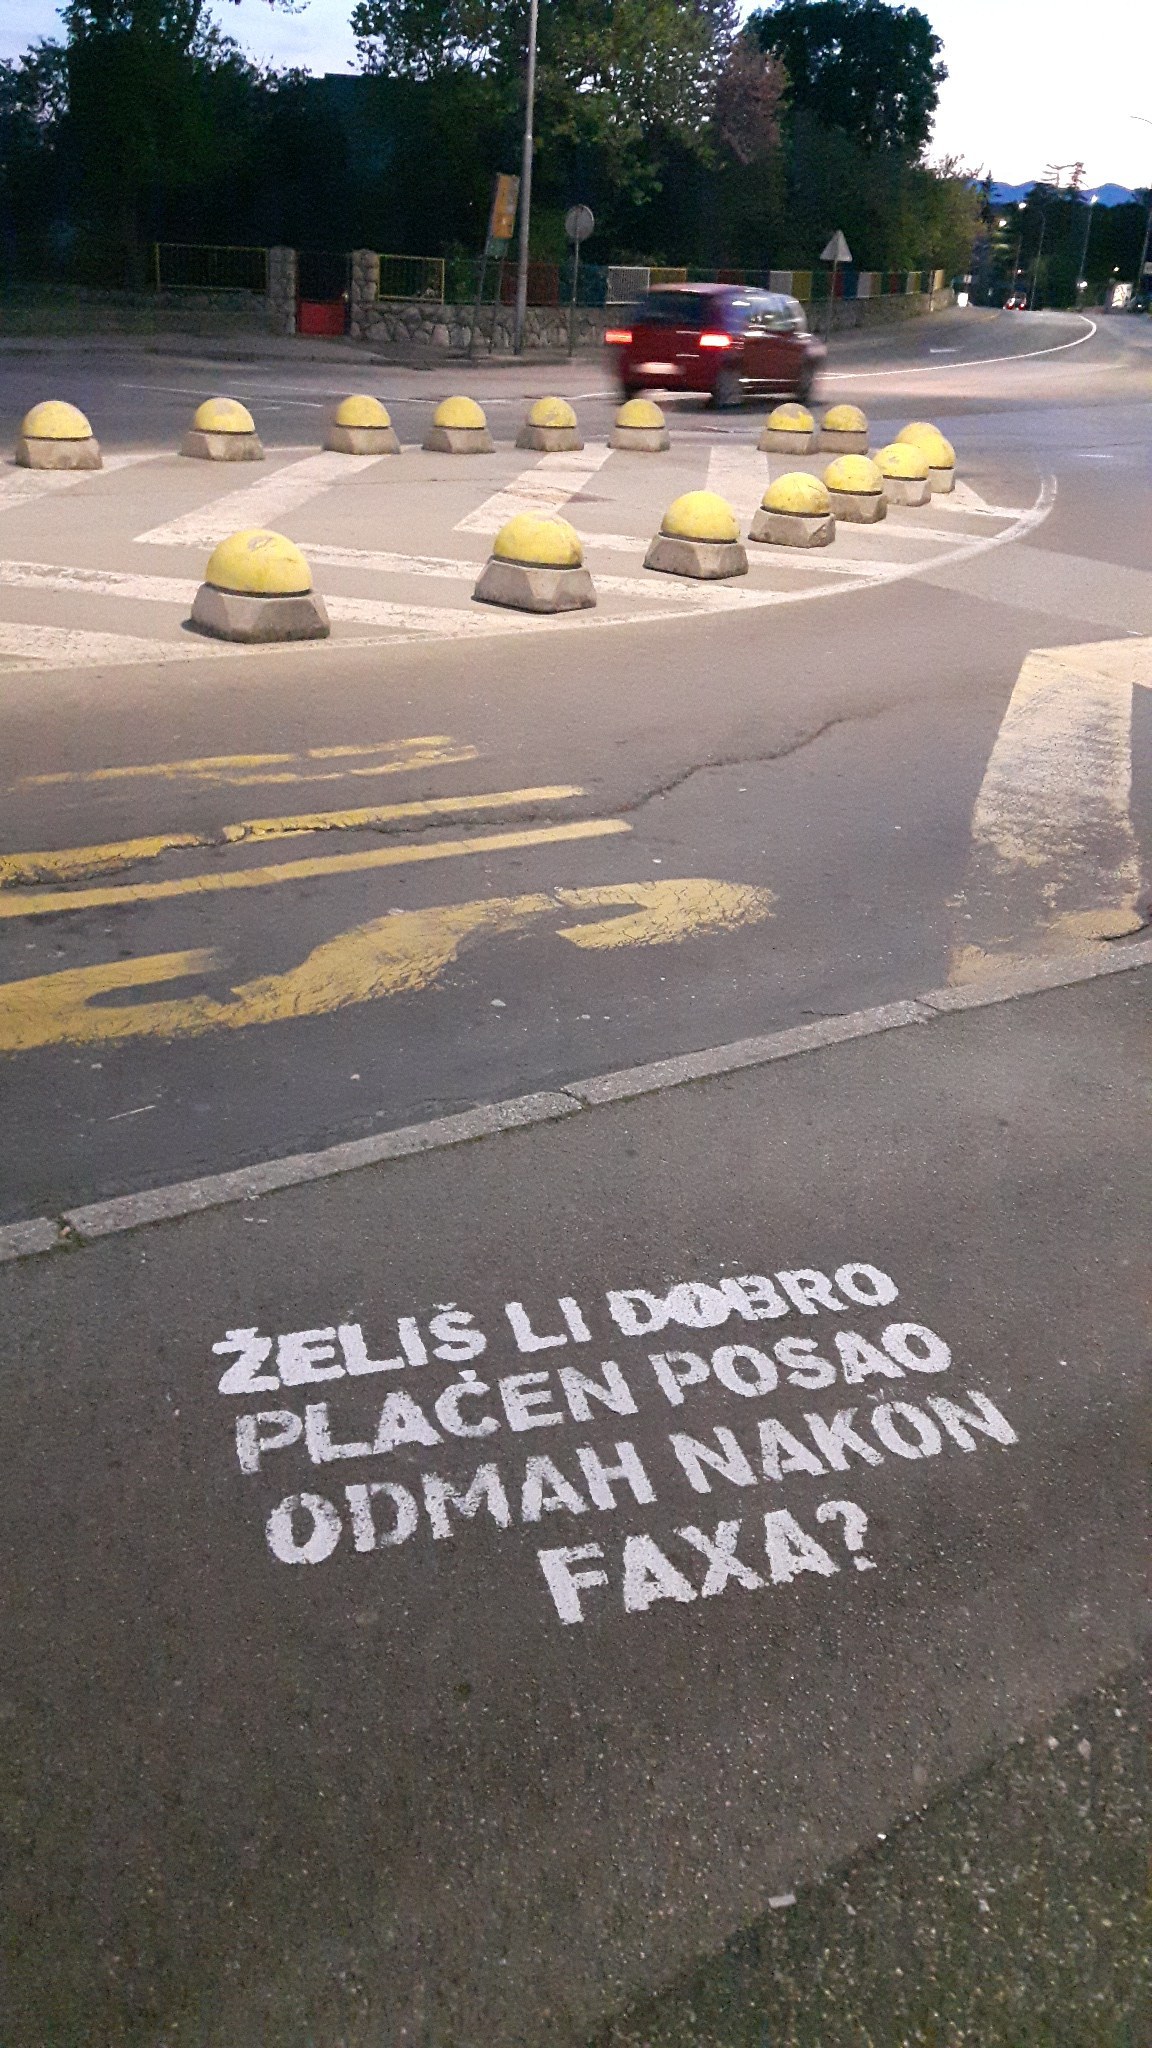 ŽELIŠ LI DOBRO
PLAĆEN POSAO
ODMAH NAKON
FAXA?